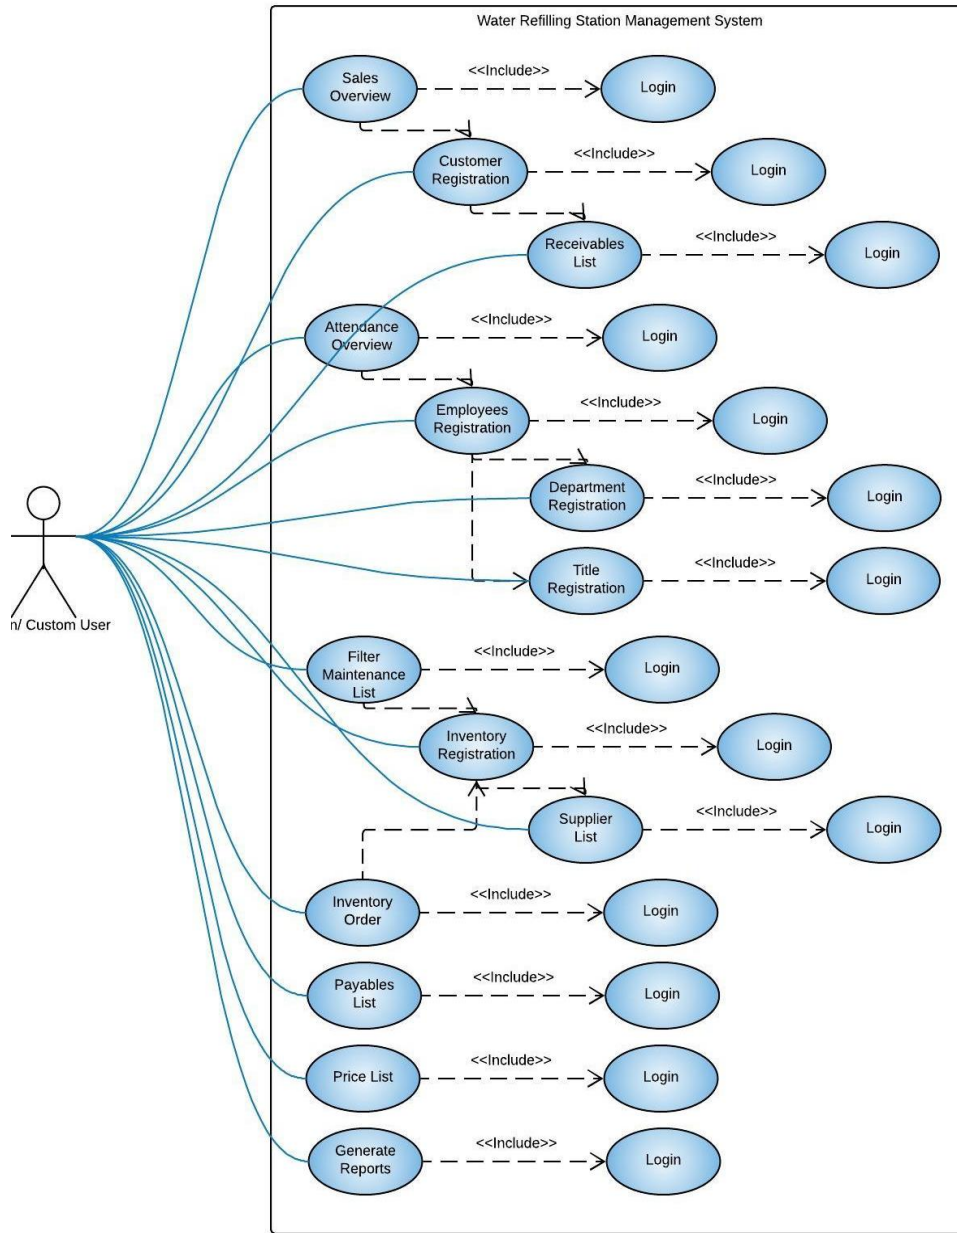 Water Refilling Station Management System
Sales
Overview
<<Include>>
Login
Customer
Registration
<<Include>>
Login
Receivables
List
<<Include>>
Login
Attendance
Overview
<<Include>>
Login
Employees
Registration
<<Include>>
Login
Department
Registration
<<Include>>
Login
Title
Registration
<<Include>>
Login
n/ Custom User
Filter
Maintenance
List
<<Include>>
Login
Inventory
Registration
<<Include>>
Login
Supplier
List
<<Include>>
Login
Inventory
Order
<<Include>>
Login
Payables
List
<<Include>>
Login
Price List
<<Include>>
Login
Generate
Reports
<<Include>>
Login